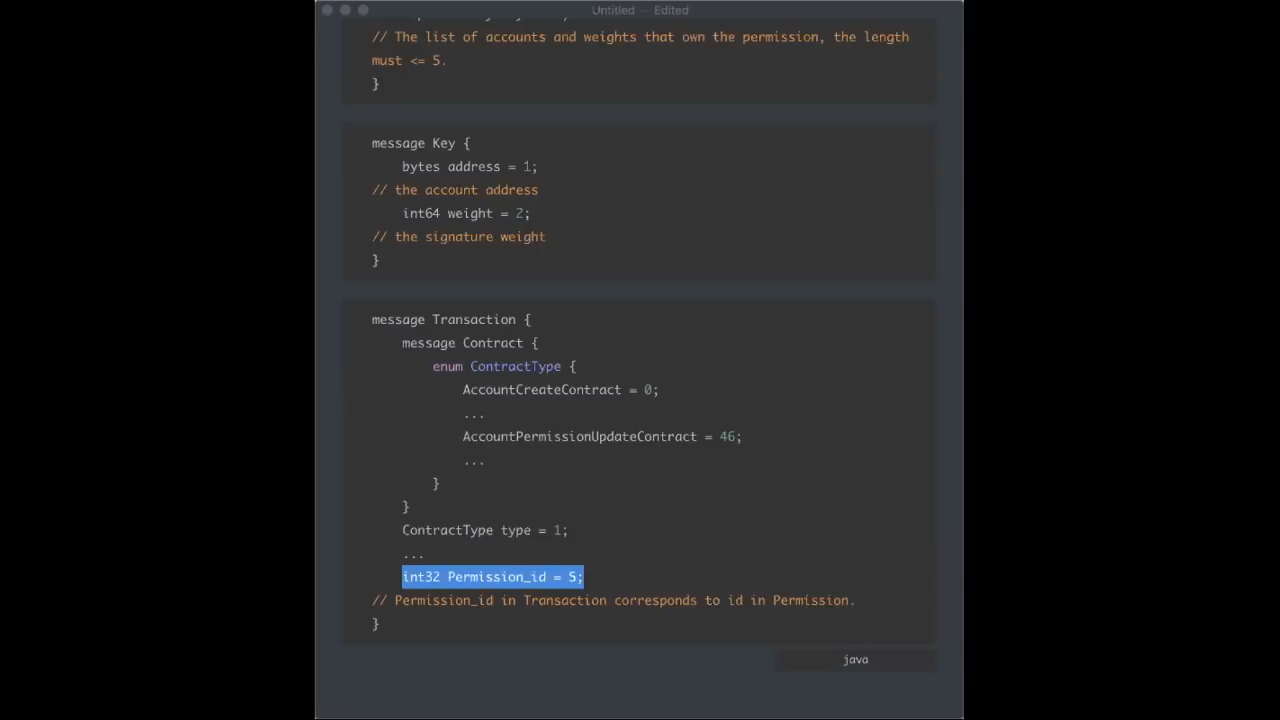 Untitled — Edited
// The list of accounts and weights that own the permission, the length
must <= 5.
}
message Key {
bytes address = 1;
// the account address
int64 weight = 2;
// the signature weight
}
message Transaction {
message Contract {
enum ContractType {
AccountCreateContract = 0;
...
AccountPermissionUpdateContract = 46;
...
}
}
ContractType type = 1;
...
int32 Permission_id = 5;
// Permission_id in Transaction corresponds to id in Permission.
}
java